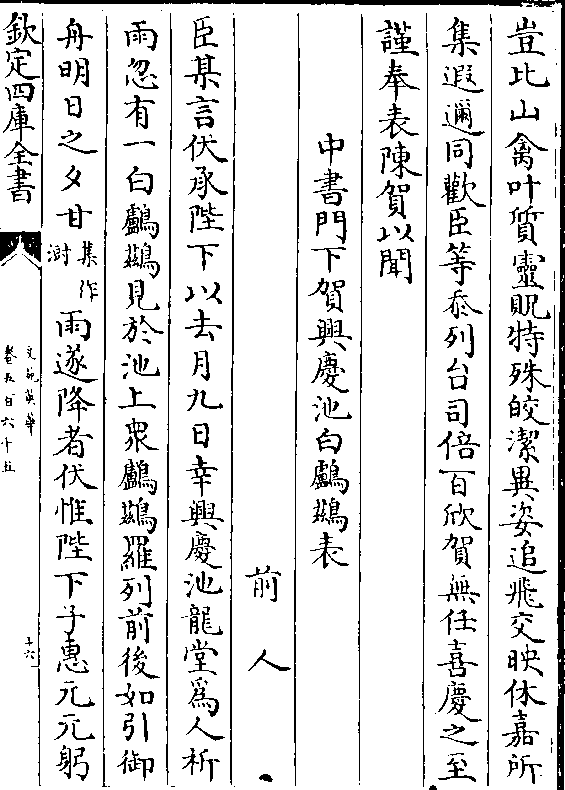 豈比山禽叶質靈貺特殊皎潔異姿追飛交映休嘉所
集遐邇同歡臣等忝列台司倍百欣賀無任喜慶之至
謹奉表陳賀以聞
中書門下賀興慶池白鸕鷀表
前人
臣某言伏承陛下以去月九日幸興慶池龍堂爲人祈
雨忽有一白鸕鷀見於池上衆鸕鷀羅列前後如引御
舟明日之夕甘集作澍雨遂降者伏惟陛下子惠元元躬
欽定四庫全書
文苑英華
卷五百六十五
十六